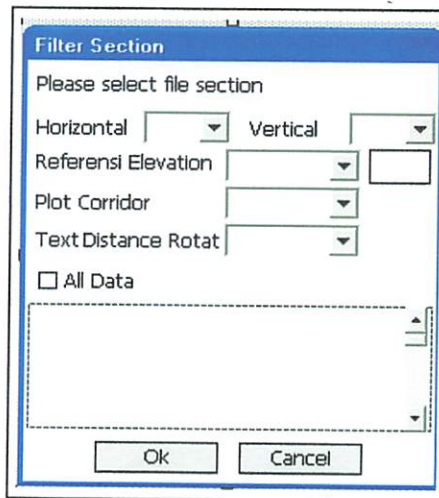 Filter Section
Please select file section
Horizontal Vertical
Referensi Elevation
Plot Corridor
Text Distance Rotat
All Data
Ok Cancel